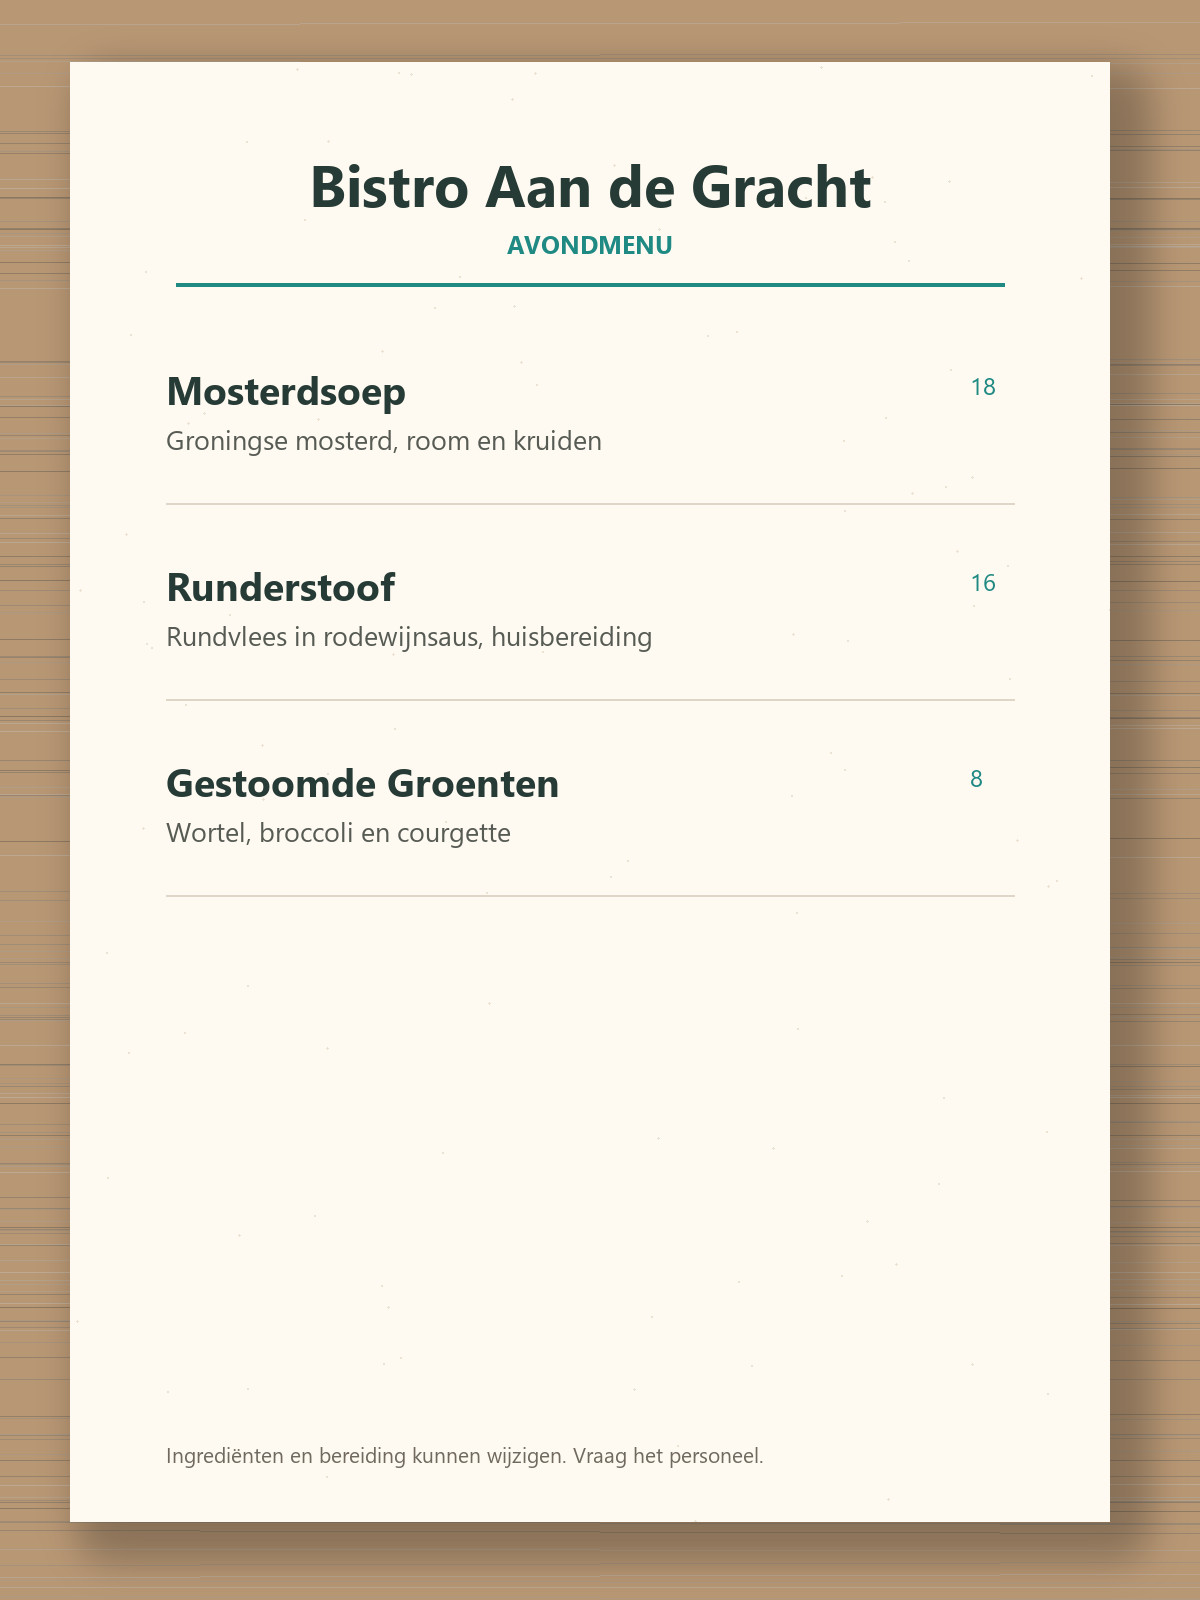 Bistro Aan de Gracht
AVONDMENU
Mosterdsoep 18
Groningse mosterd, room en kruiden
Runderstoof 16
Rundvlees in rodewijnsaus, huisbereiding
Gestoomde Groenten 8
Wortel, broccoli en courgette
Ingrediënten en bereiding kunnen wijzigen. Vraag het personeel.